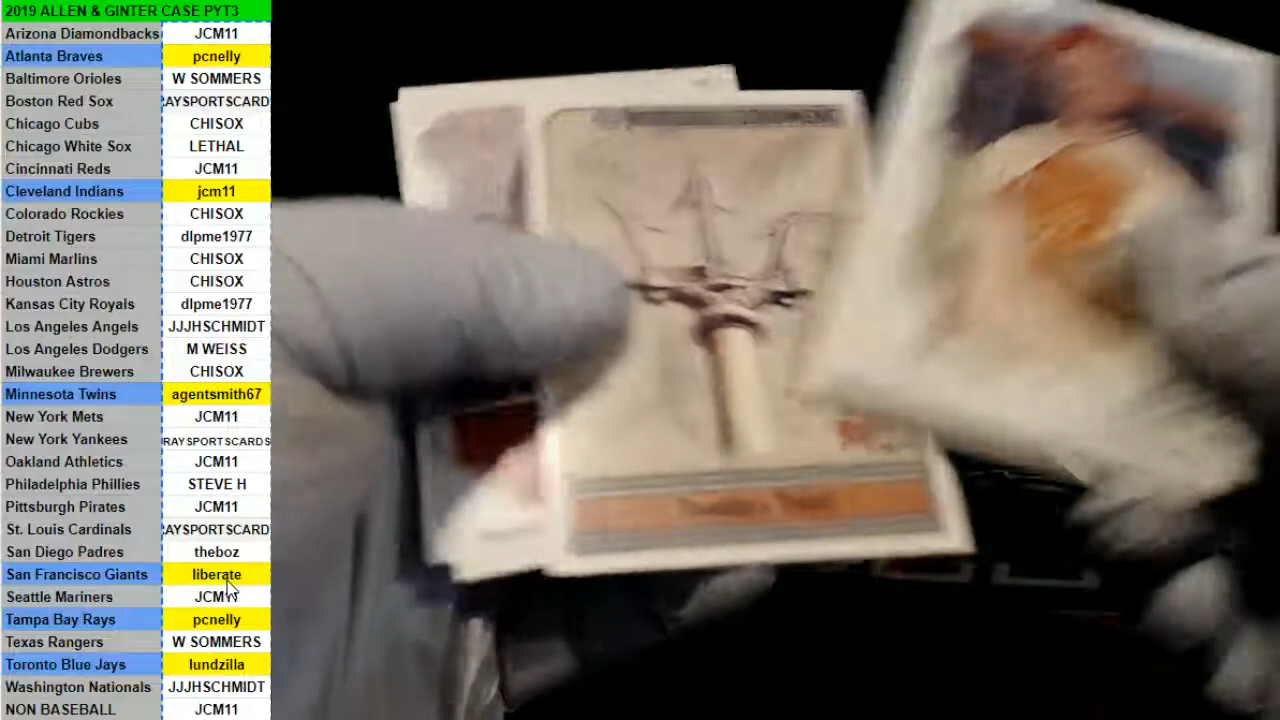 2019 ALLEN & GINTER CASE PYT3
Arizona Diamondbacks JCM11
Atlanta Braves pcnelly
Baltimore Orioles W SOMMERS
Boston Red Sox RAYSPORTSCARD
Chicago Cubs CHISOX
Chicago White Sox LETHAL
Cincinnati Reds JCM11
Cleveland Indians jcm11
Colorado Rockies CHISOX
Detroit Tigers dlpme1977
Miami Marlins CHISOX
Houston Astros CHISOX
Kansas City Royals dlpme1977
Los Angeles Angels JJJHSCHMIDT
Los Angeles Dodgers M WEISS
Milwaukee Brewers CHISOX
Minnesota Twins agentsmith67
New York Mets JCM11
New York Yankees RAYSPORTSCARDS
Oakland Athletics JCM11
Philadelphia Phillies STEVE H
Pittsburgh Pirates JCM11
St. Louis Cardinals RAYSPORTSCARD
San Diego Padres theboz
San Francisco Giants liberate
Seattle Mariners JCM11
Tampa Bay Rays pcnelly
Texas Rangers W SOMMERS
Toronto Blue Jays lundzilla
Washington Nationals JJJHSCHMIDT
NON BASEBALL JCM11